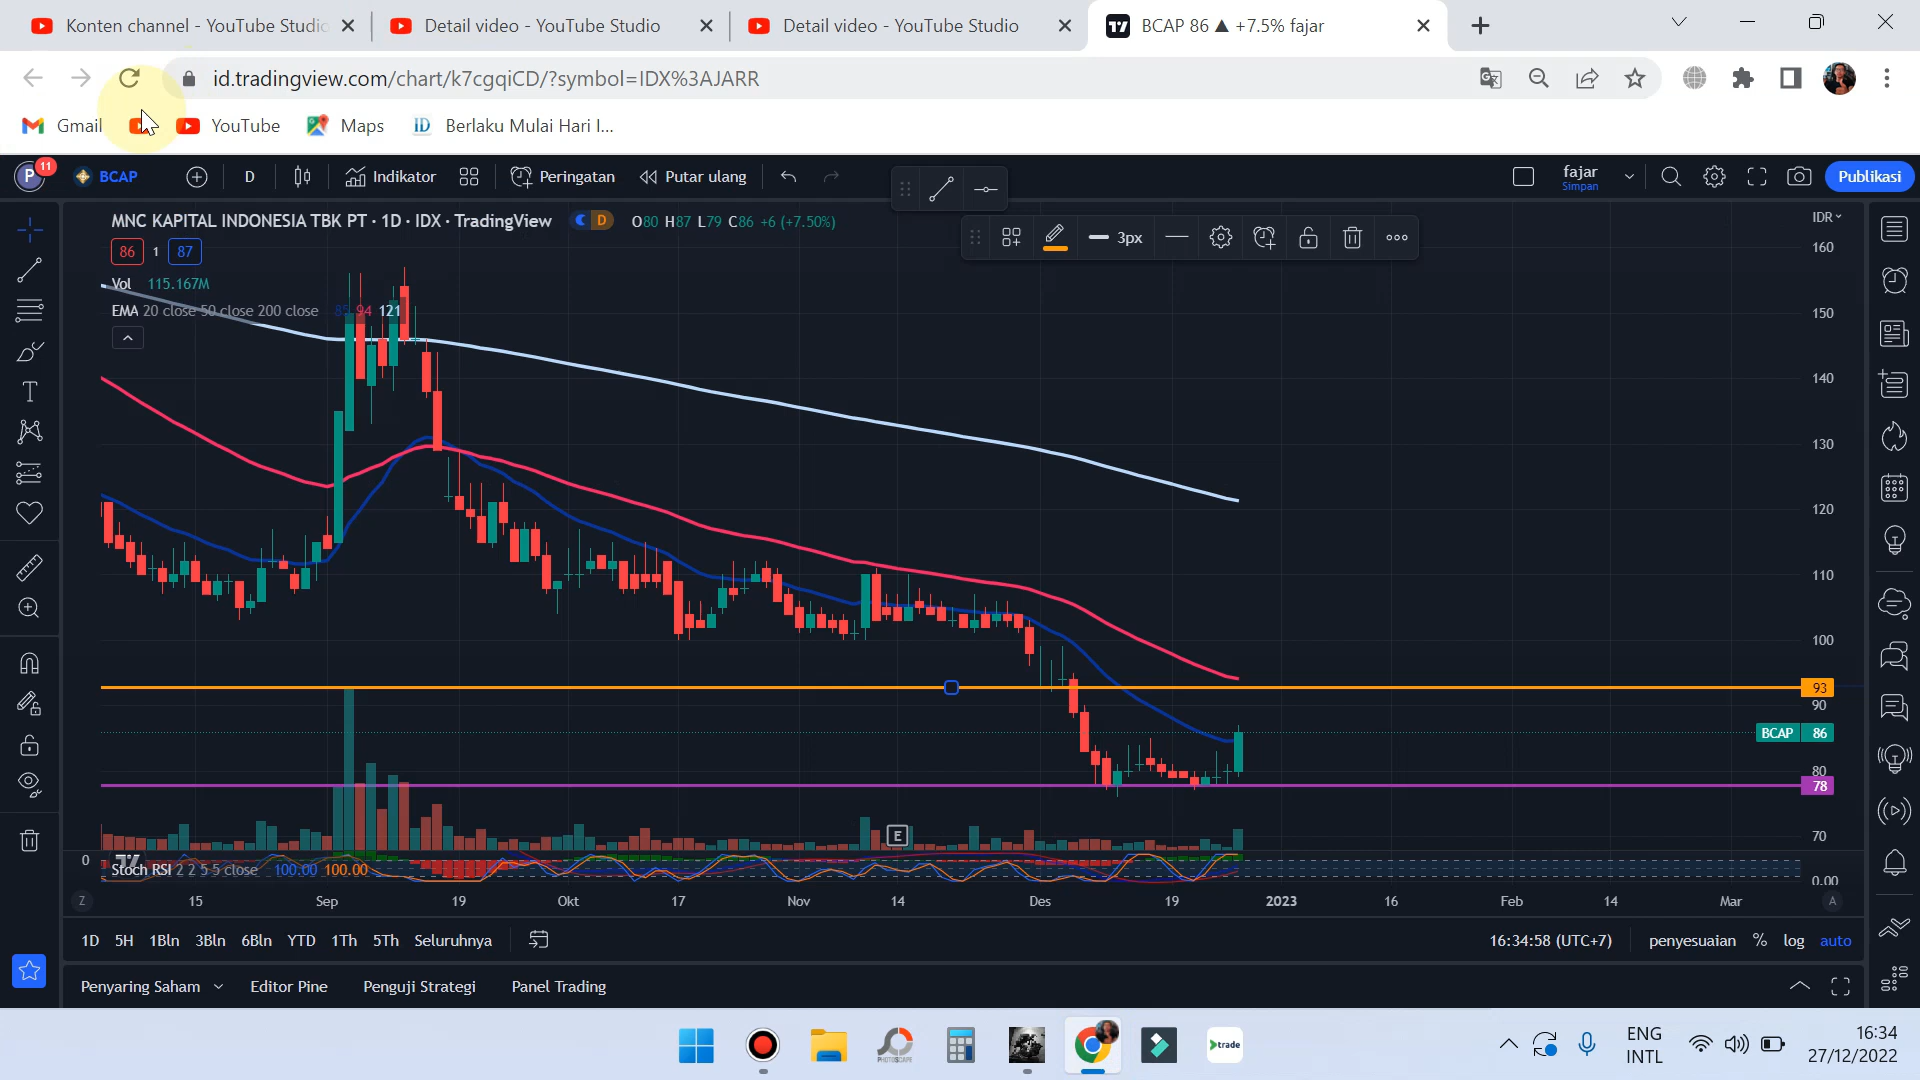 Konten channel - YouTube Studio
Detail video - YouTube Studio
Detail video - YouTube Studio
BCAP 86 ▲ +7.5% fajar
id.tradingview.com/chart/k7cgqiCD/?symbol=IDX%3AJARR
Gmail
YouTube
Maps
ID Berlaku Mulai Hari I...
P 11
BCAP
D
Indikator
Peringatan
Putar ulang
fajar
Simpan
Publikasi
MNC KAPITAL INDONESIA TBK PT · 1D · IDX · TradingView
D
O80 H87 L79 C86 +6 (+7.50%)
3px
IDR
86 1 87
Vol 115.167M
EMA 20 close 50 close 200 close 85 94 121
160
150
140
130
120
110
100
93
90
BCAP 86
80
78
70
E
0
Stoch RSI 2 2 5 5 close 100.00 100.00
0.00
Z 15 Sep 19 Okt 17 Nov 14 Des 19 2023 16 Feb 14 Mar A
1D 5H 1Bln 3Bln 6Bln YTD 1Th 5Th Seluruhnya
16:34:58 (UTC+7) penyesuaian % log auto
Penyaring Saham Editor Pine Penguji Strategi Panel Trading
PHOTOSCAPE
trade
ENG
INTL
16:34
27/12/2022